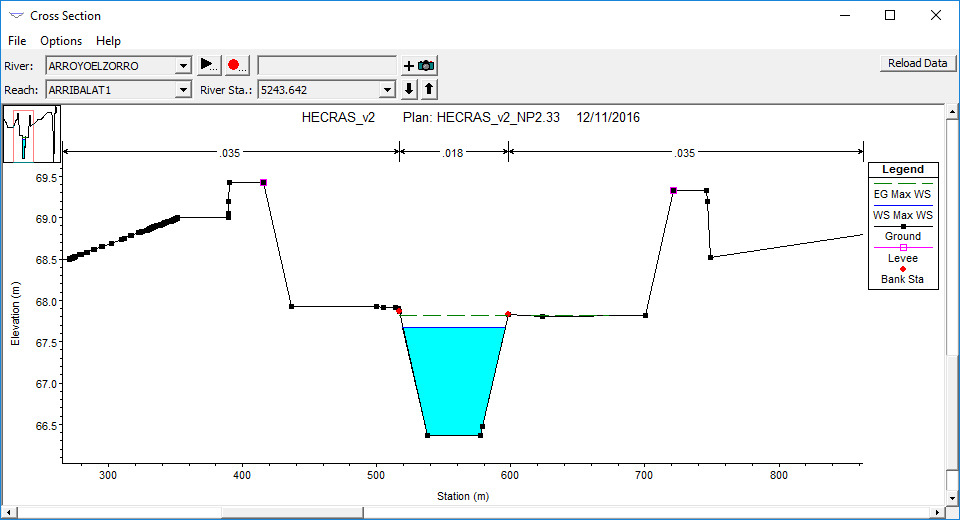 Cross Section
File Options Help
River: ARROYOELZORRO ... ... + Reload Data
Reach: ARRIBALAT1 River Sta.: 5243.642
HECRAS_v2 Plan: HECRAS_v2_NP2.33 12/11/2016
.035 .018 .035
Legend
EG Max WS
WS Max WS
Ground
Levee
Bank Sta
69.5
69.0
68.5
68.0
67.5
67.0
66.5
Elevation (m)
300 400 500 600 700 800
Station (m)